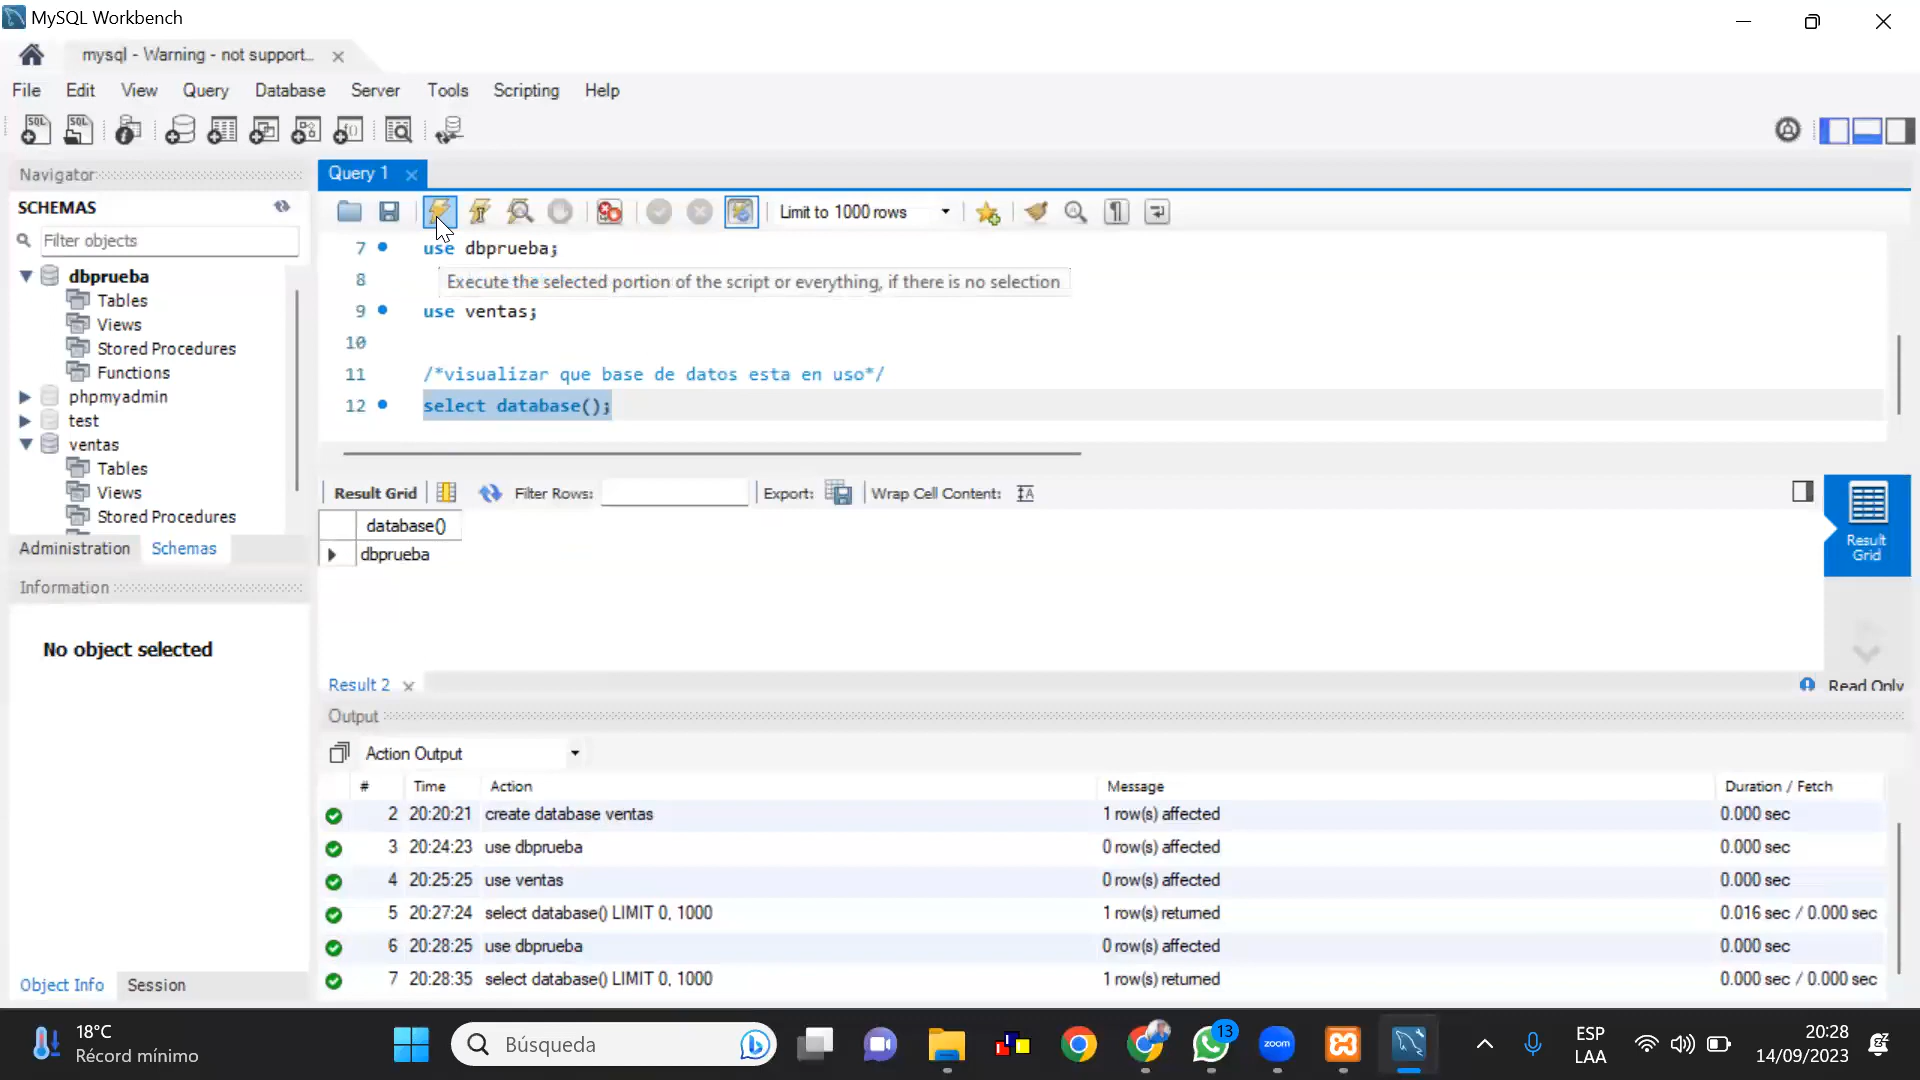 MySQL Workbench
mysql - Warning - not support...
File Edit View Query Database Server Tools Scripting Help
Navigator
SCHEMAS
Filter objects
dbprueba
Tables
Views
Stored Procedures
Functions
phpmyadmin
test
ventas
Tables
Views
Stored Procedures
Administration Schemas
Information
No object selected
Object Info Session
Query 1
Limit to 1000 rows
7 use dbprueba;
8
Execute the selected portion of the script or everything, if there is no selection
9 use ventas;
10
11 /*visualizar que base de datos esta en uso*/
12 select database();
Result Grid Filter Rows: Export: Wrap Cell Content:
database()
dbprueba
Result
Grid
Result 2 Read Only
Output
Action Output
# Time Action Message Duration / Fetch
2 20:20:21 create database ventas 1 row(s) affected 0.000 sec
3 20:24:23 use dbprueba 0 row(s) affected 0.000 sec
4 20:25:25 use ventas 0 row(s) affected 0.000 sec
5 20:27:24 select database() LIMIT 0, 1000 1 row(s) returned 0.016 sec / 0.000 sec
6 20:28:25 use dbprueba 0 row(s) affected 0.000 sec
7 20:28:35 select database() LIMIT 0, 1000 1 row(s) returned 0.000 sec / 0.000 sec
18°C
Récord mínimo
Búsqueda
13
zoom
ESP
LAA
20:28
14/09/2023